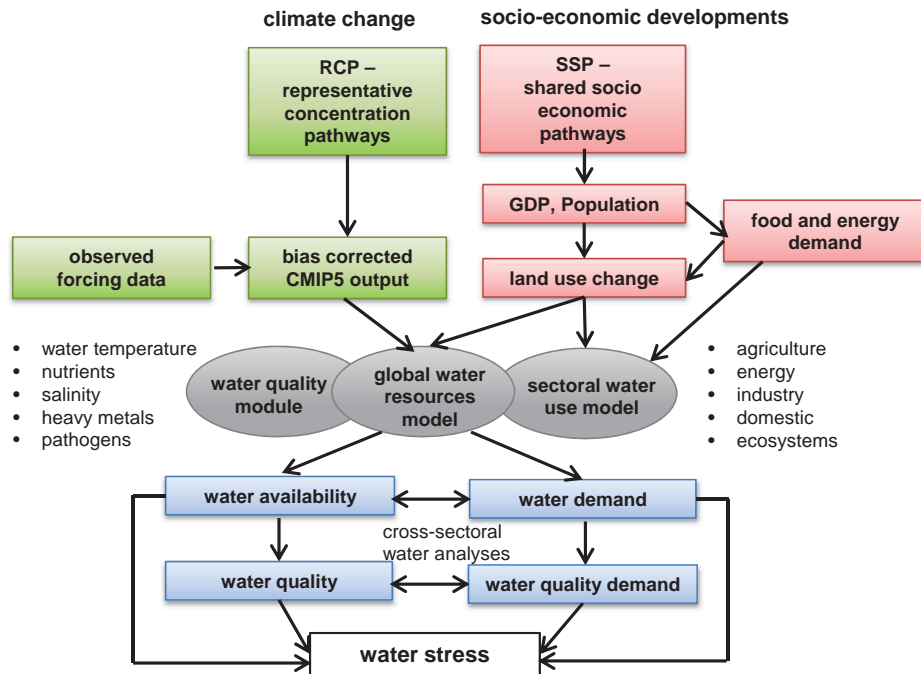 climate change
socio-economic developments
RCP –
representative
concentration
pathways
SSP –
shared socio
economic
pathways
GDP, Population
food and energy
demand
observed
forcing data
bias corrected
CMIP5 output
land use change
• water temperature
• nutrients
• salinity
• heavy metals
• pathogens
water quality
module
global water
resources
model
sectoral water
use model
• agriculture
• energy
• industry
• domestic
• ecosystems
water availability
water demand
cross-sectoral
water analyses
water quality
water quality demand
water stress